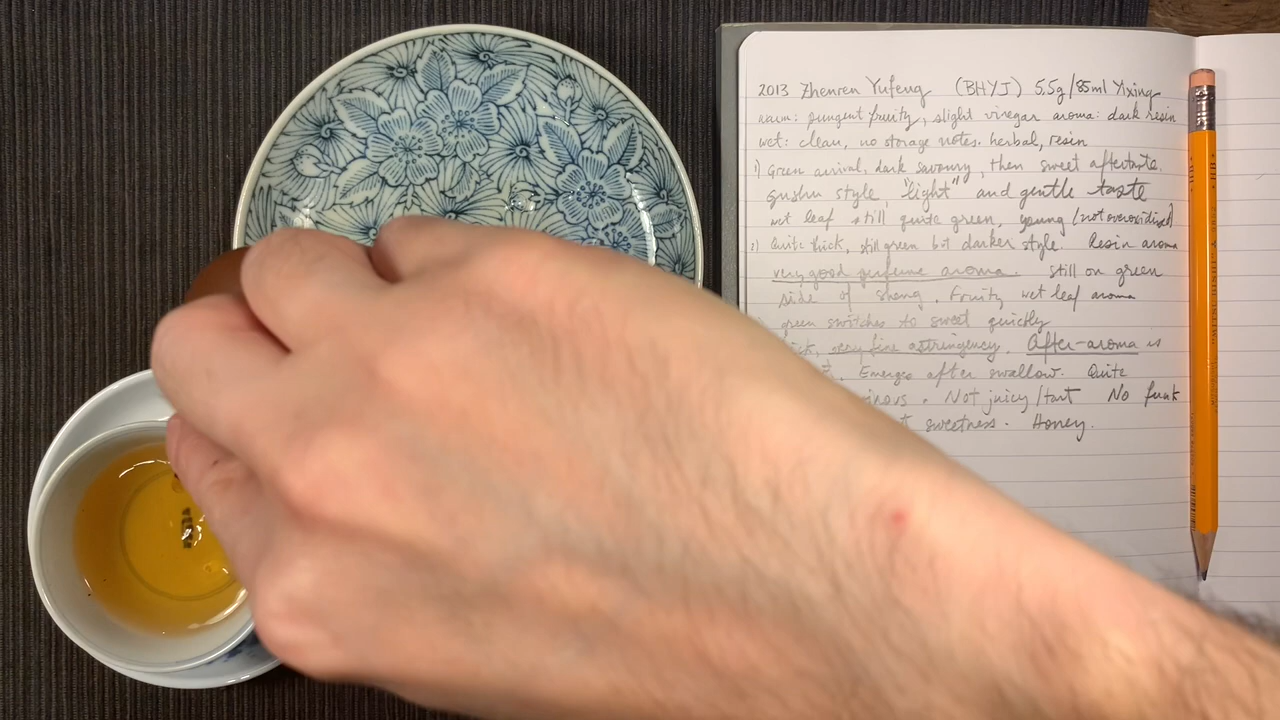 2013 Zhenren Yufeng (BHYJ) 5.5g/85ml Yixing
warm: pungent fruity, slight vinegar aroma: dark resin
wet: clean, no storage notes. herbal, resin
1) Green arrival, dark savoury, then sweet aftertaste.
gushu style, "light" and gentle taste
wet leaf still quite green, young (not overoxidised)
2) Quite thick, still green but darker style. Resin aroma
very good perfume aroma. still on green
side of sheng. Fruity wet leaf aroma
green switches to sweet quickly
very fine astringency. After-aroma is
Emerges after swallow. Quite
Not juicy/tart No funk
sweetness. Honey.